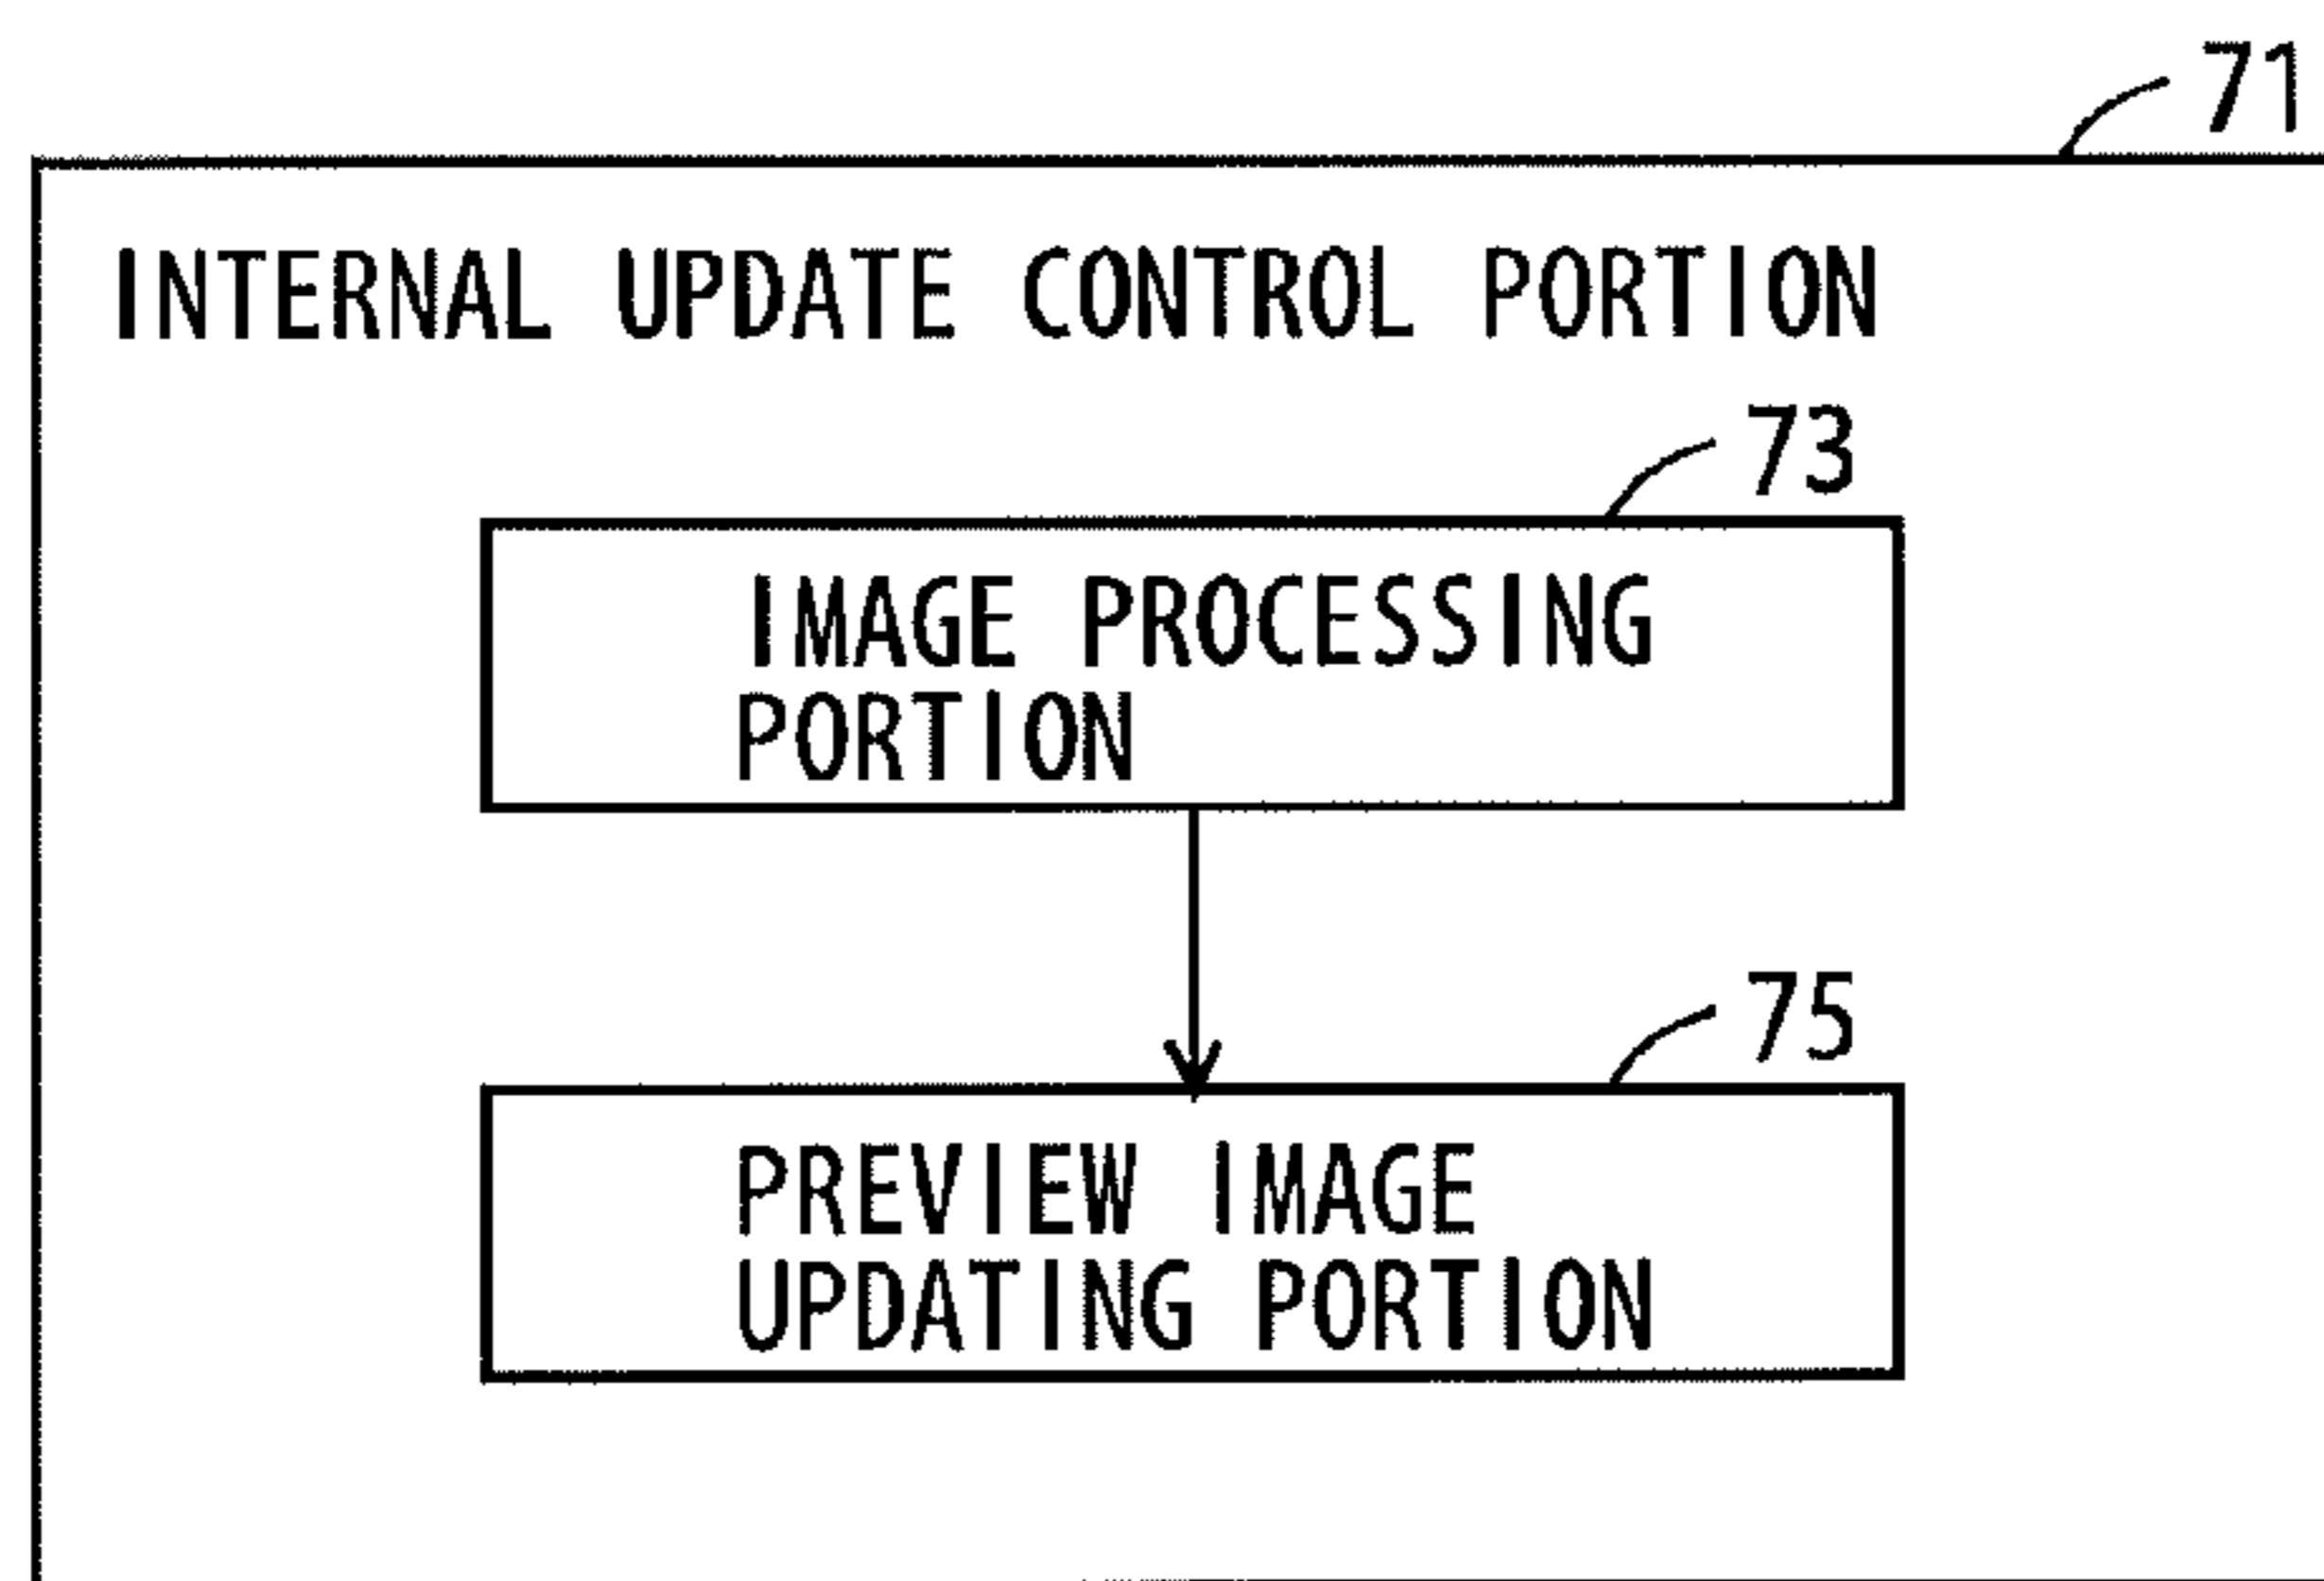 71
INTERNAL UPDATE CONTROL PORTION
73
IMAGE PROCESSING
PORTION
75
PREVIEW IMAGE
UPDATING PORTION